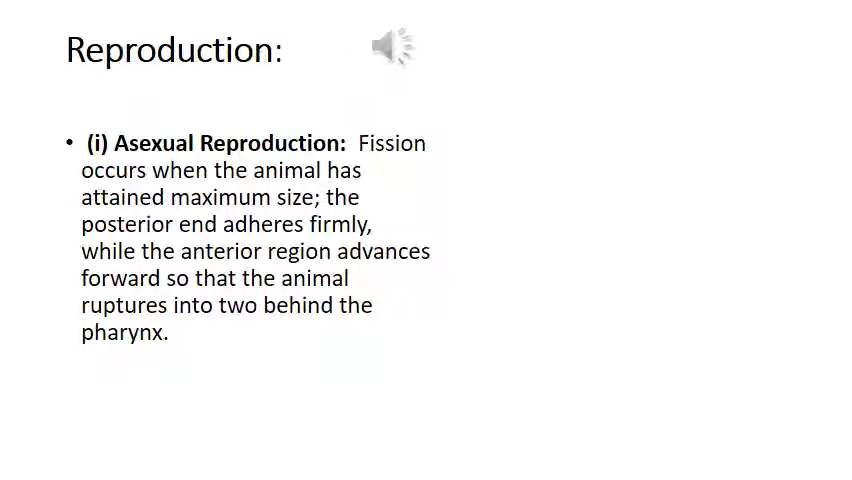 Reproduction:
• (i) Asexual Reproduction: Fission
occurs when the animal has
attained maximum size; the
posterior end adheres firmly,
while the anterior region advances
forward so that the animal
ruptures into two behind the
pharynx.